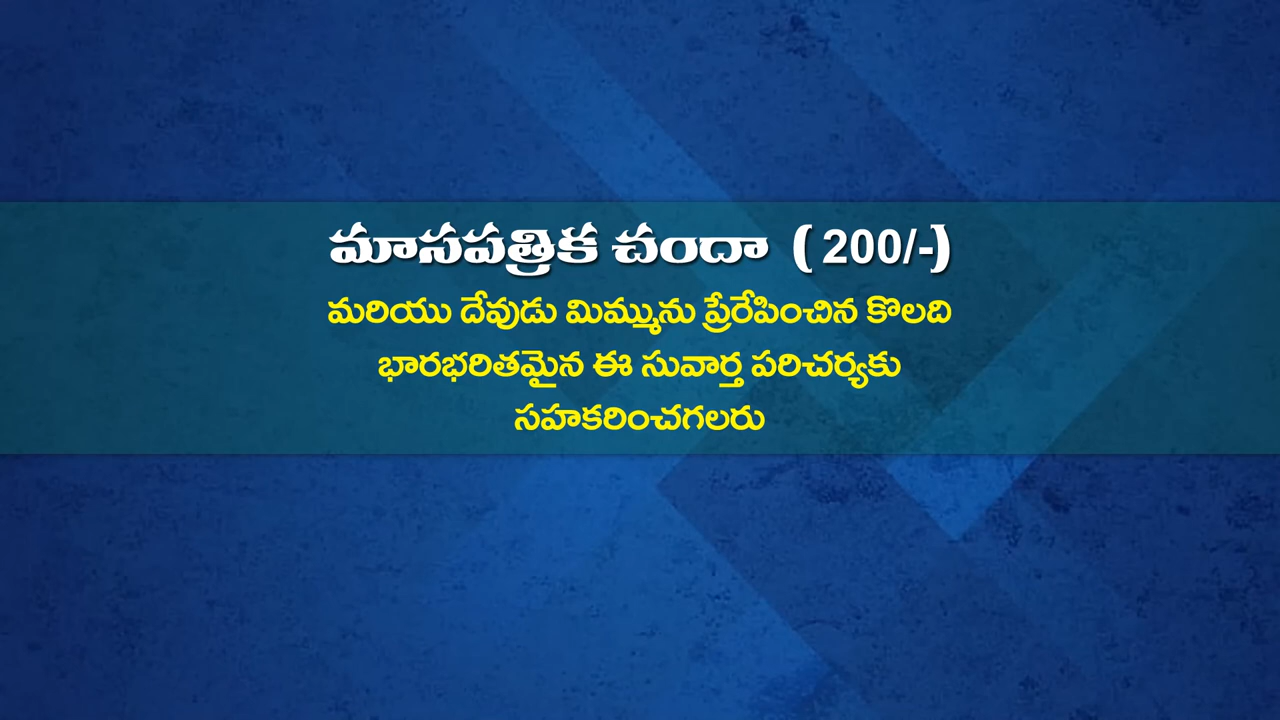 మాసపత్రిక చందా ( 200/-)
మరియు దేవుడు మిమ్మును ప్రేరేపించిన కొలది
భారభరితమైన ఈ సువార్త పరిచర్యకు
సహకరించగలరు